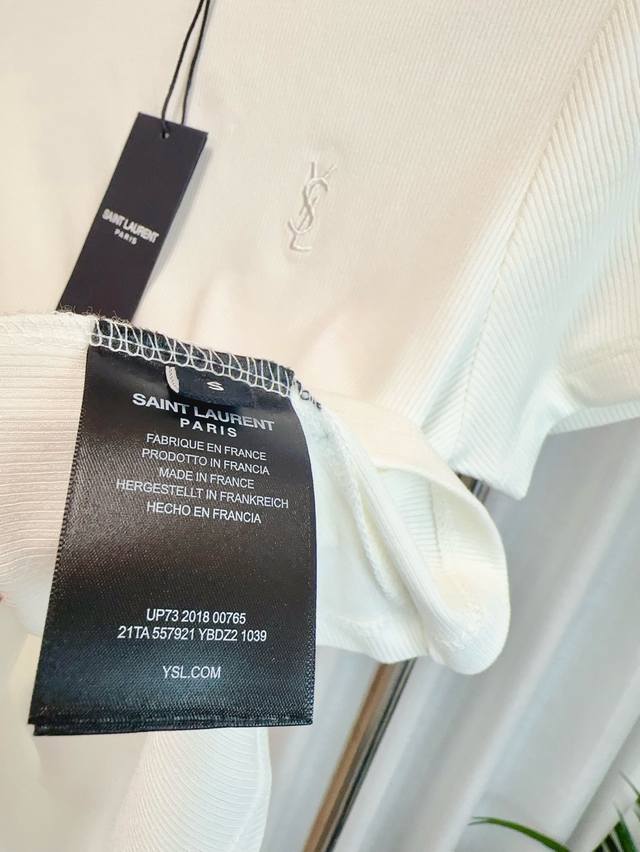 SAINT LAURENT
PARIS
YSL
S
SAINT LAURENT
PARIS
FABRIQUE EN FRANCE
PRODOTTO IN FRANCIA
MADE IN FRANCE
HERGESTELLT IN FRANKREICH
HECHO EN FRANCIA
UP73 2018 00765
21TA 557921 YBDZ2 1039
YSL.COM